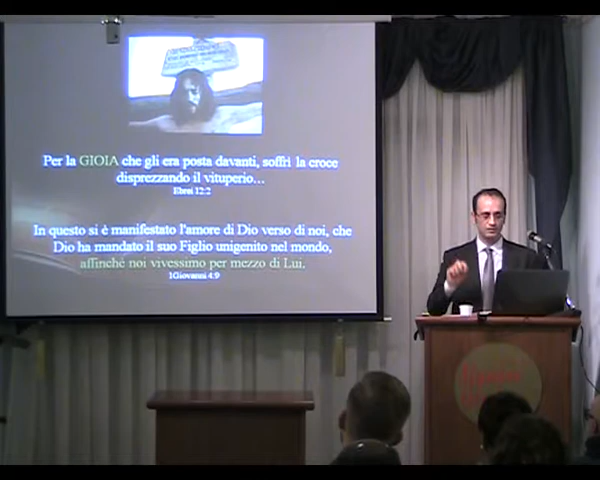 Per la GIOIA che gli era posta davanti, soffrì la croce
disprezzando il vituperio…
Ebrei 12:2
In questo si è manifestato l'amore di Dio verso di noi, che
Dio ha mandato il suo Figlio unigenito nel mondo,
affinché noi vivessimo per mezzo di Lui.
1Giovanni 4:9